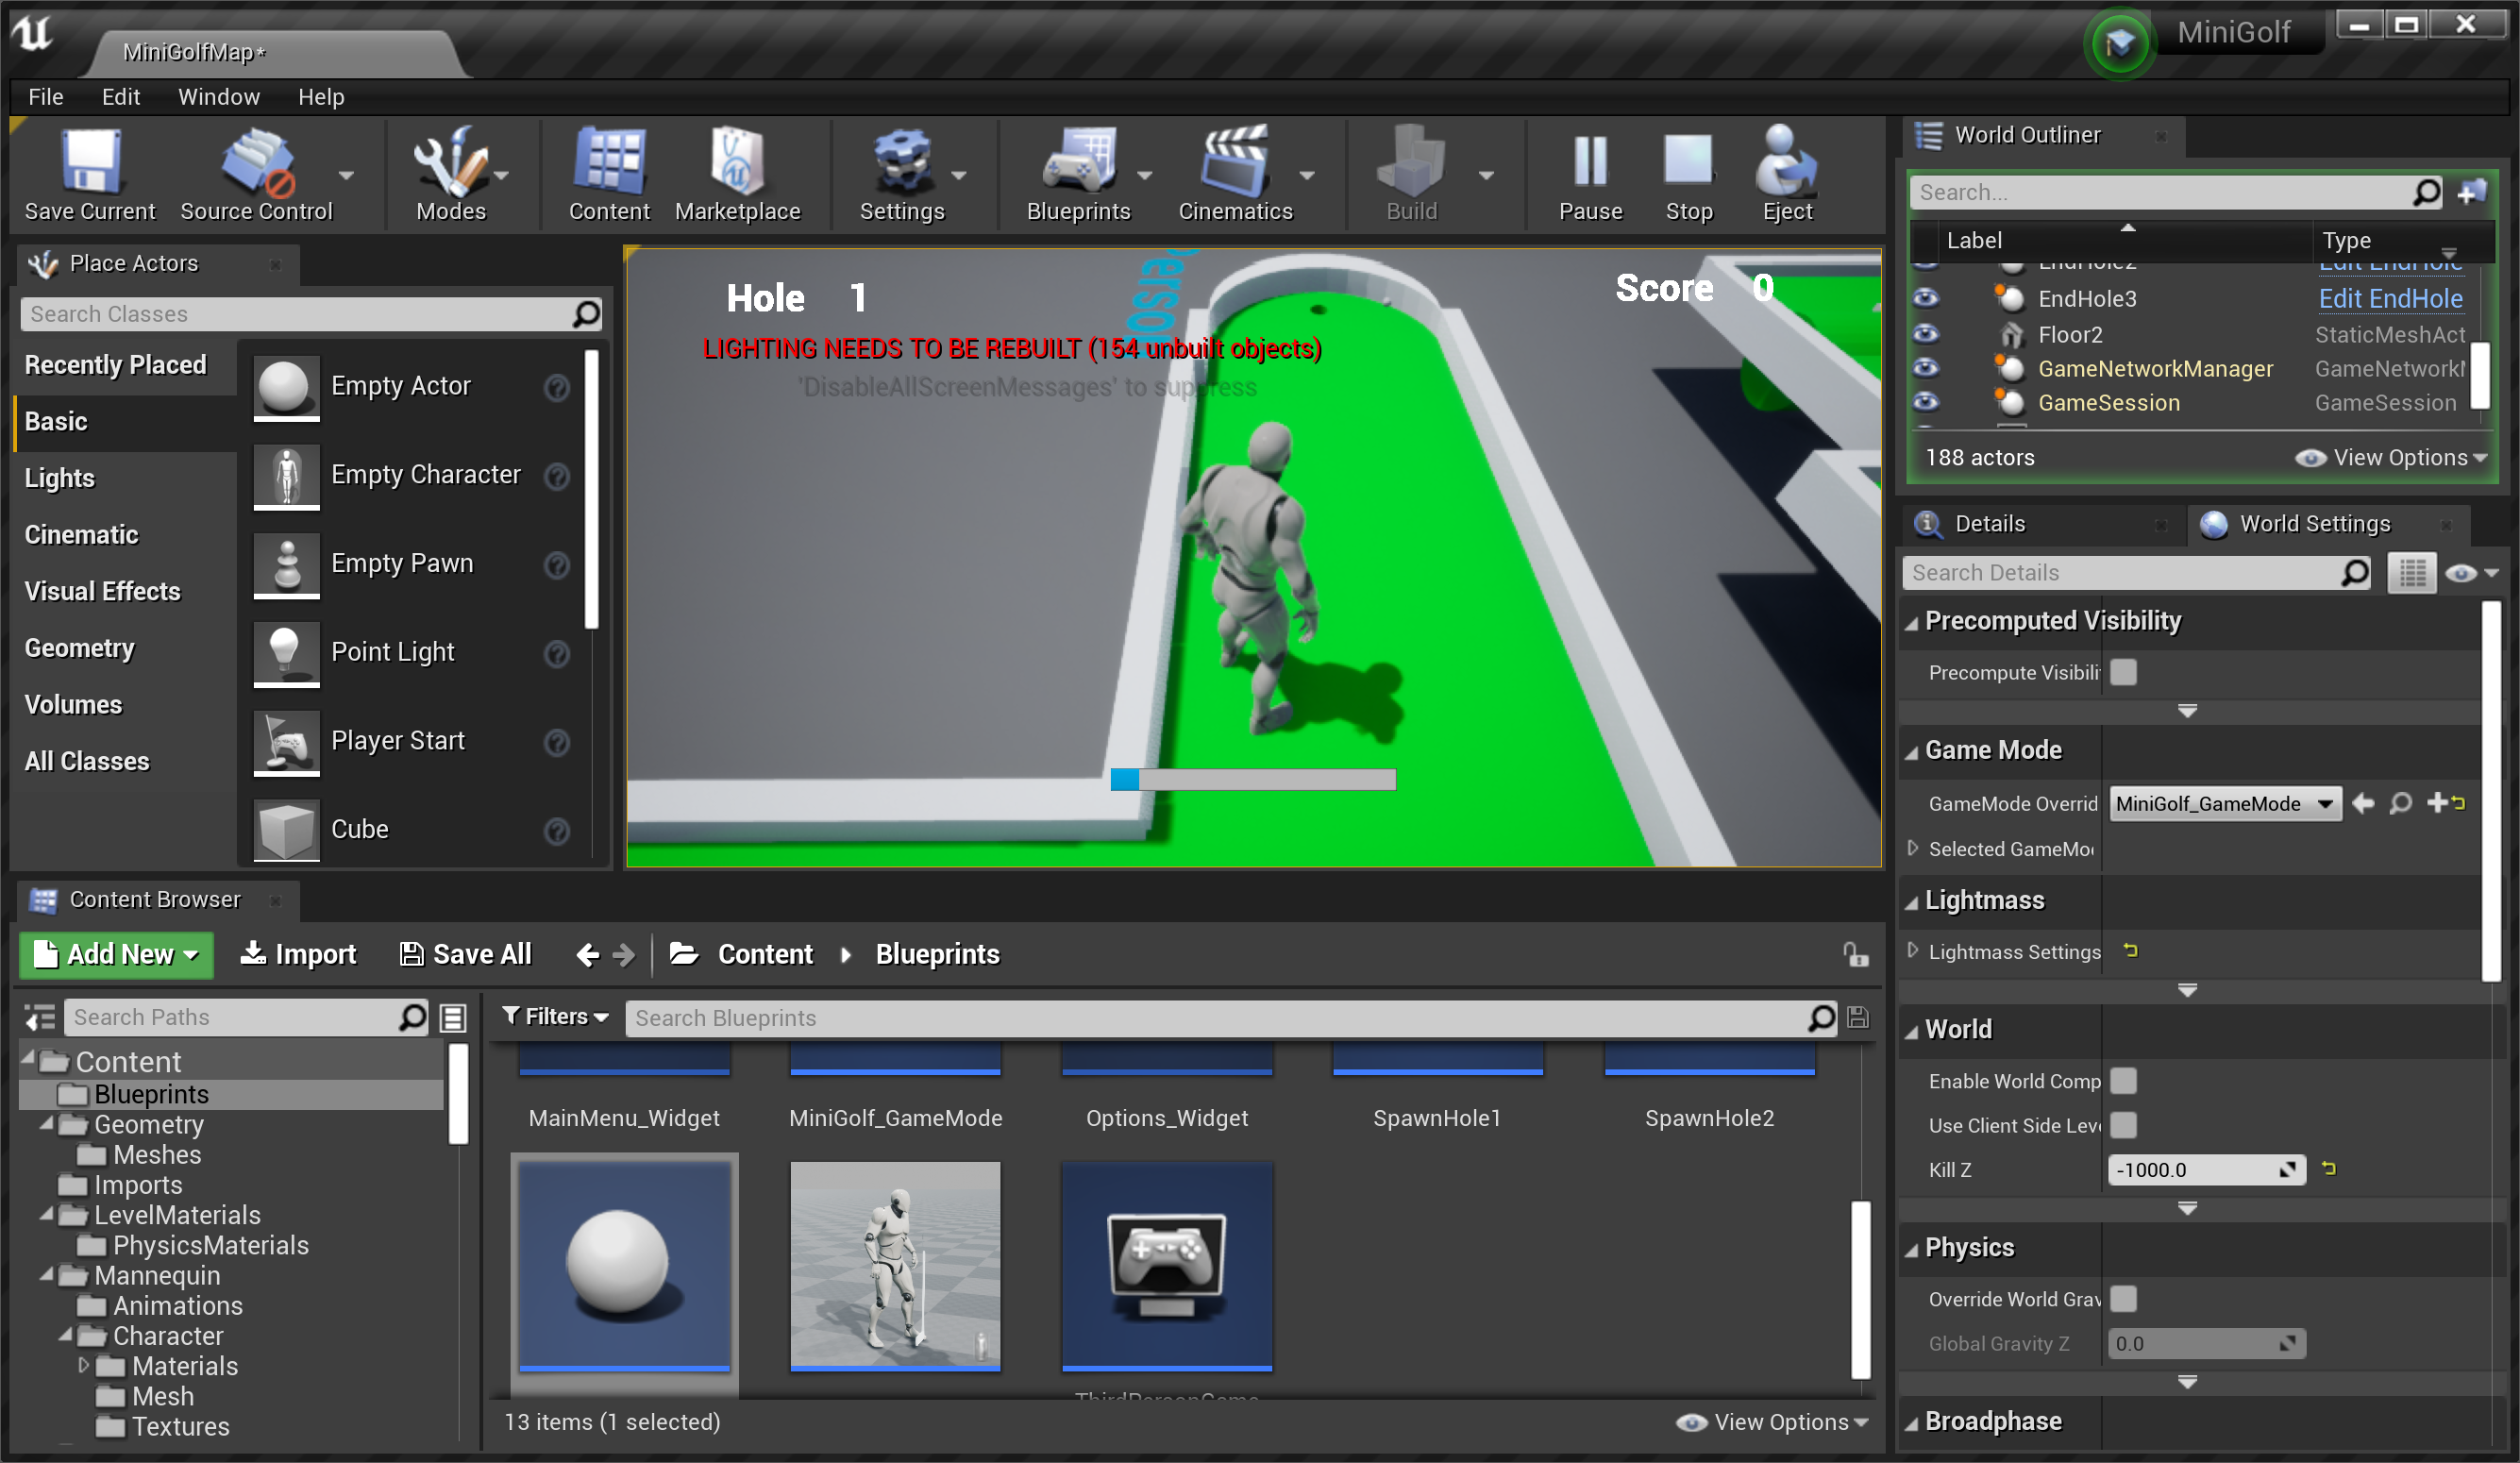 MiniGolfMap*
MiniGolf
File Edit Window Help
Save Current
Source Control
Modes
Content
Marketplace
Settings
Blueprints
Cinematics
Build
Pause
Stop
Eject
World Outliner
Search...
Label
Type
EndHole2 Edit EndHole
EndHole3 Edit EndHole
Floor2 StaticMeshAct
GameNetworkManager GameNetworkM
GameSession GameSession
188 actors
View Options
Place Actors
Search Classes
Recently Placed
Basic
Lights
Cinematic
Visual Effects
Geometry
Volumes
All Classes
Empty Actor
Empty Character
Empty Pawn
Point Light
Player Start
Cube
Hole 1
Score 0
Person
LIGHTING NEEDS TO BE REBUILT (154 unbuilt objects)
'DisableAllScreenMessages' to suppress
Details
World Settings
Search Details
Precomputed Visibility
Precompute Visibili
Game Mode
GameMode Overrid
MiniGolf_GameMode
Selected GameMo
Lightmass
Lightmass Settings
World
Enable World Comp
Use Client Side Lev
Kill Z
-1000.0
Physics
Override World Grav
Global Gravity Z
0.0
Broadphase
Content Browser
Add New
Import
Save All
Content
Blueprints
Search Paths
Filters
Search Blueprints
Content
Blueprints
Geometry
Meshes
Imports
LevelMaterials
PhysicsMaterials
Mannequin
Animations
Character
Materials
Mesh
Textures
MainMenu_Widget
MiniGolf_GameMode
Options_Widget
SpawnHole1
SpawnHole2
ThirdPersonGame
13 items (1 selected)
View Options